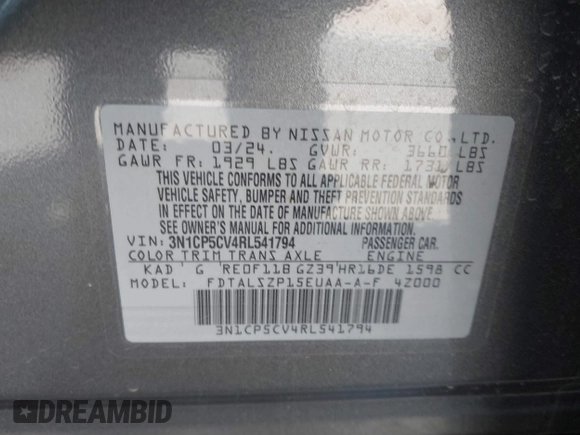 MANUFACTURED BY NISSAN MOTOR CO.,LTD.
DATE: 03/24. GVWR: 3660 LBS
GAWR FR: 1929 LBS GAWR RR: 1731 LBS
THIS VEHICLE CONFORMS TO ALL APPLICABLE FEDERAL MOTOR
VEHICLE SAFETY, BUMPER AND THEFT PREVENTION STANDARDS
IN EFFECT ON THE DATE OF MANUFACTURE SHOWN ABOVE.
SEE OWNER'S MANUAL FOR ADDITIONAL INFORMATION.
VIN: 3N1CP5CV4RL541794 PASSENGER CAR.
COLOR TRIM TRANS AXLE ENGINE
KAD G RE0F11B GZ39 HR16DE 1598 CC
MODEL: FDTALSZP15EUAA-A-F 4Z000
3N1CP5CV4RL541794
DREAMBID